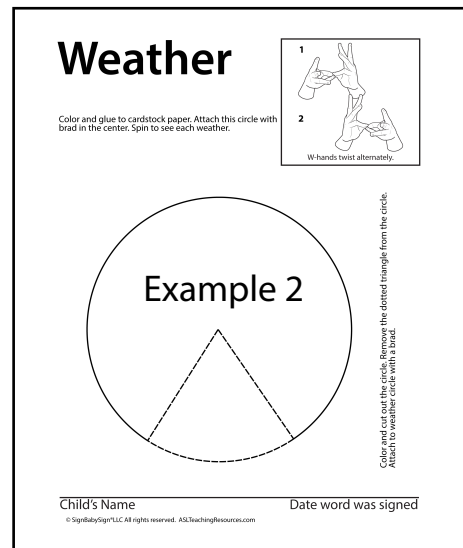 Weather
1
2
W-hands twist alternately.
Color and glue to cardstock paper. Attach this circle with
brad in the center. Spin to see each weather.
Example 2
Color and cut out the circle. Remove the dotted triangle from the circle.
Attach to weather circle with a brad.
Child's Name
Date word was signed
© SignBabySign®LLC All rights reserved. ASLTeachingResources.com